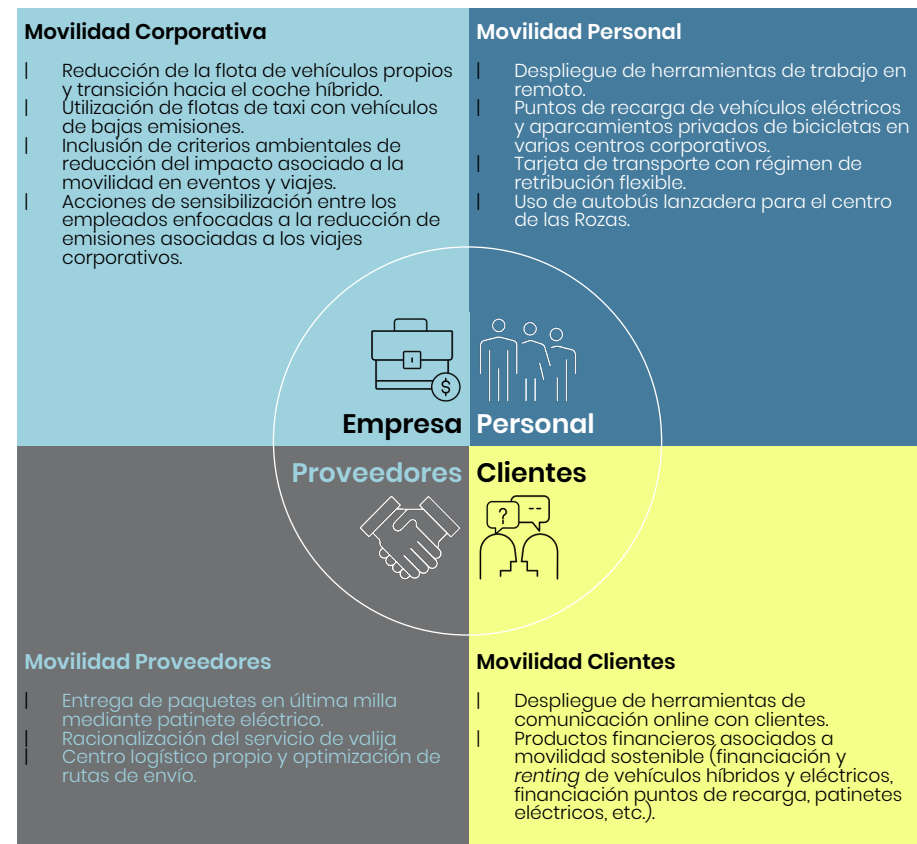 Movilidad Corporativa
| Reducción de la flota de vehículos propios
y transición hacia el coche híbrido.
| Utilización de flotas de taxi con vehículos
de bajas emisiones.
| Inclusión de criterios ambientales de
reducción del impacto asociado a la
movilidad en eventos y viajes.
| Acciones de sensibilización entre los
empleados enfocadas a la reducción de
emisiones asociadas a los viajes
corporativos.
Movilidad Personal
| Despliegue de herramientas de trabajo en
remoto.
| Puntos de recarga de vehículos eléctricos
y aparcamientos privados de bicicletas en
varios centros corporativos.
| Tarjeta de transporte con régimen de
retribución flexible.
| Uso de autobús lanzadera para el centro
de las Rozas.
$
Empresa
Personal
Proveedores
Clientes
? --
Movilidad Proveedores
| Entrega de paquetes en última milla
mediante patinete eléctrico.
| Racionalización del servicio de valija
| Centro logístico propio y optimización de
rutas de envío.
Movilidad Clientes
| Despliegue de herramientas de
comunicación online con clientes.
| Productos financieros asociados a
movilidad sostenible (financiación y
renting de vehículos híbridos y eléctricos,
financiación puntos de recarga, patinetes
eléctricos, etc.).